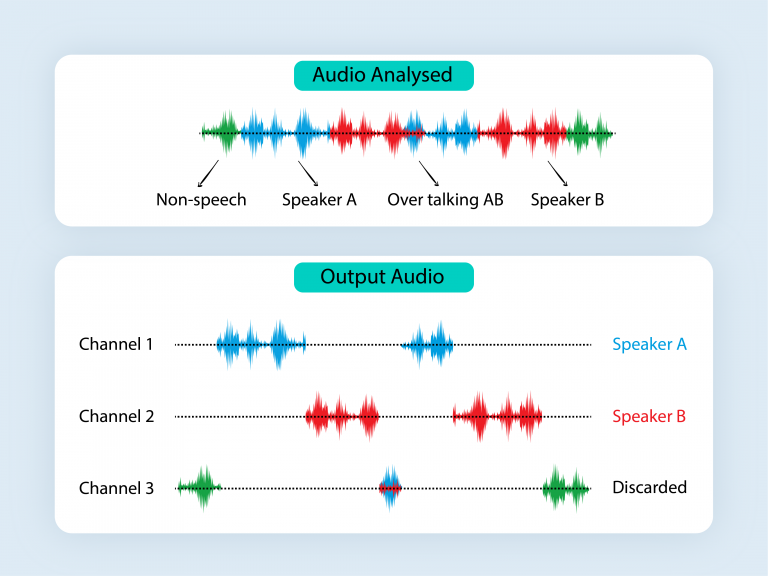 Audio Analysed
Non-speech Speaker A Over talking AB Speaker B
Output Audio
Channel 1 Speaker A
Channel 2 Speaker B
Channel 3 Discarded